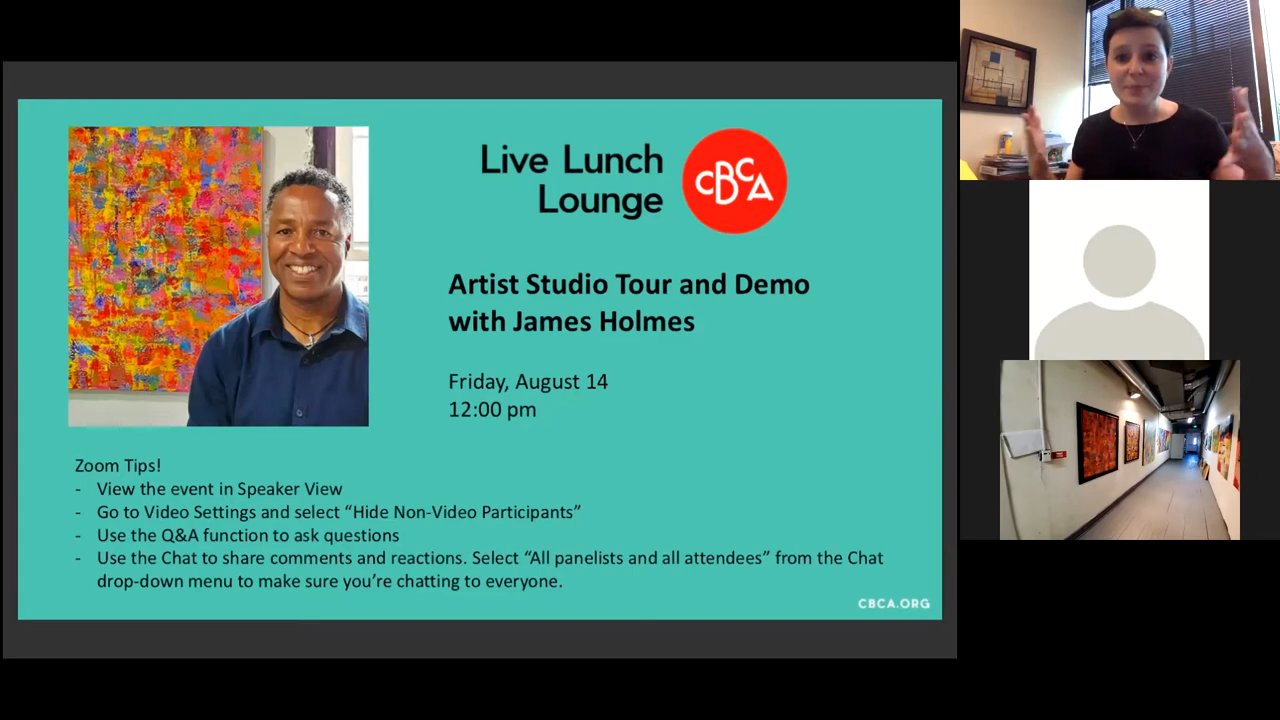 Live Lunch
Lounge
CBCA
Artist Studio Tour and Demo
with James Holmes
Friday, August 14
12:00 pm
Zoom Tips!
- View the event in Speaker View
- Go to Video Settings and select “Hide Non-Video Participants”
- Use the Q&A function to ask questions
- Use the Chat to share comments and reactions. Select “All panelists and all attendees” from the Chat
drop-down menu to make sure you’re chatting to everyone.
CBCA.ORG